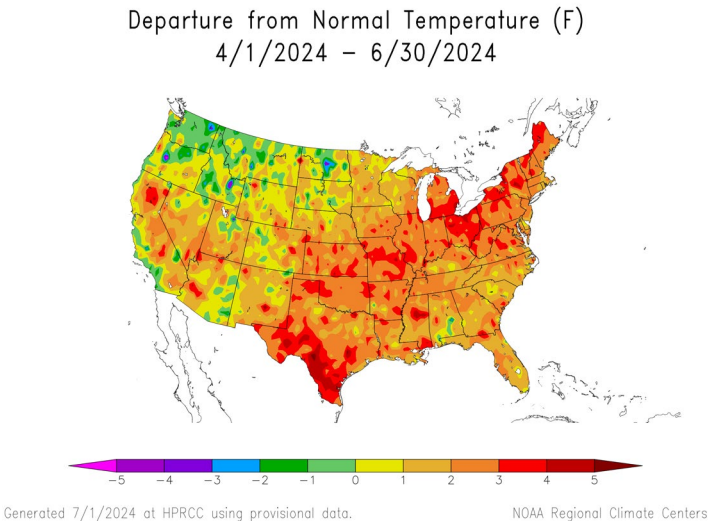 Departure from Normal Temperature (F)
4/1/2024 – 6/30/2024
-5 -4 -3 -2 -1 0 1 2 3 4 5
Generated 7/1/2024 at HPRCC using provisional data. NOAA Regional Climate Centers